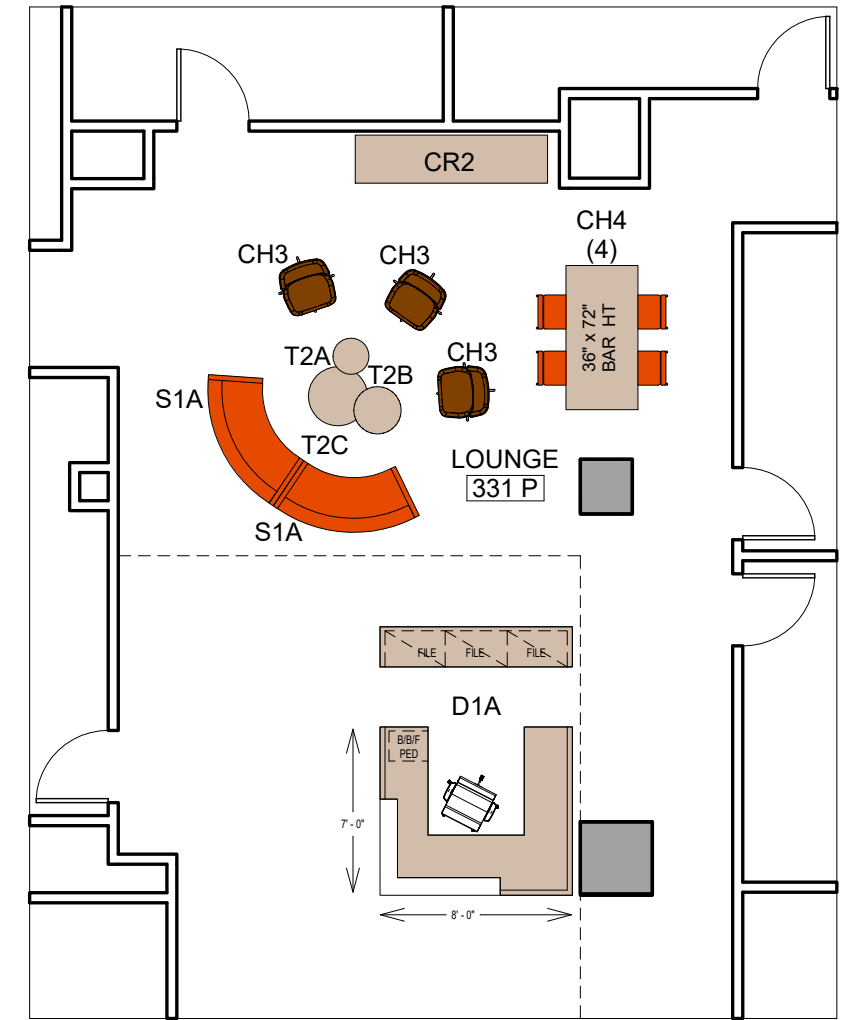 CR2
CH4
(4)
CH3
CH3
36" x 72"
BAR HT
T2A
CH3
T2B
S1A
T2C
LOUNGE
331 P
S1A
FILE
FILE
FILE
D1A
B/B/F
PED
7' - 0"
8' - 0"